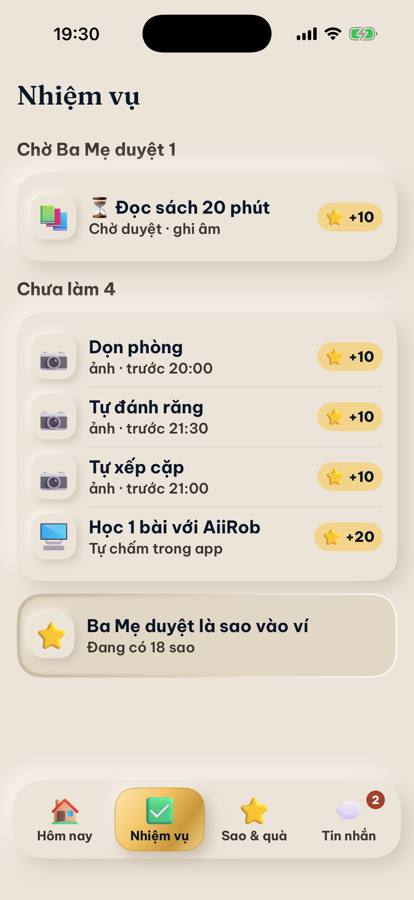 19:30
Nhiệm vụ
Chờ Ba Mẹ duyệt 1
⏳ Đọc sách 20 phút
Chờ duyệt · ghi âm
+10
Chưa làm 4
Dọn phòng
ảnh · trước 20:00
+10
Tự đánh răng
ảnh · trước 21:30
+10
Tự xếp cặp
ảnh · trước 21:00
+10
Học 1 bài với AiiRob
Tự chấm trong app
+20
Ba Mẹ duyệt là sao vào ví
Đang có 18 sao
2
Hôm nay
Nhiệm vụ
Sao & quà
Tin nhắn